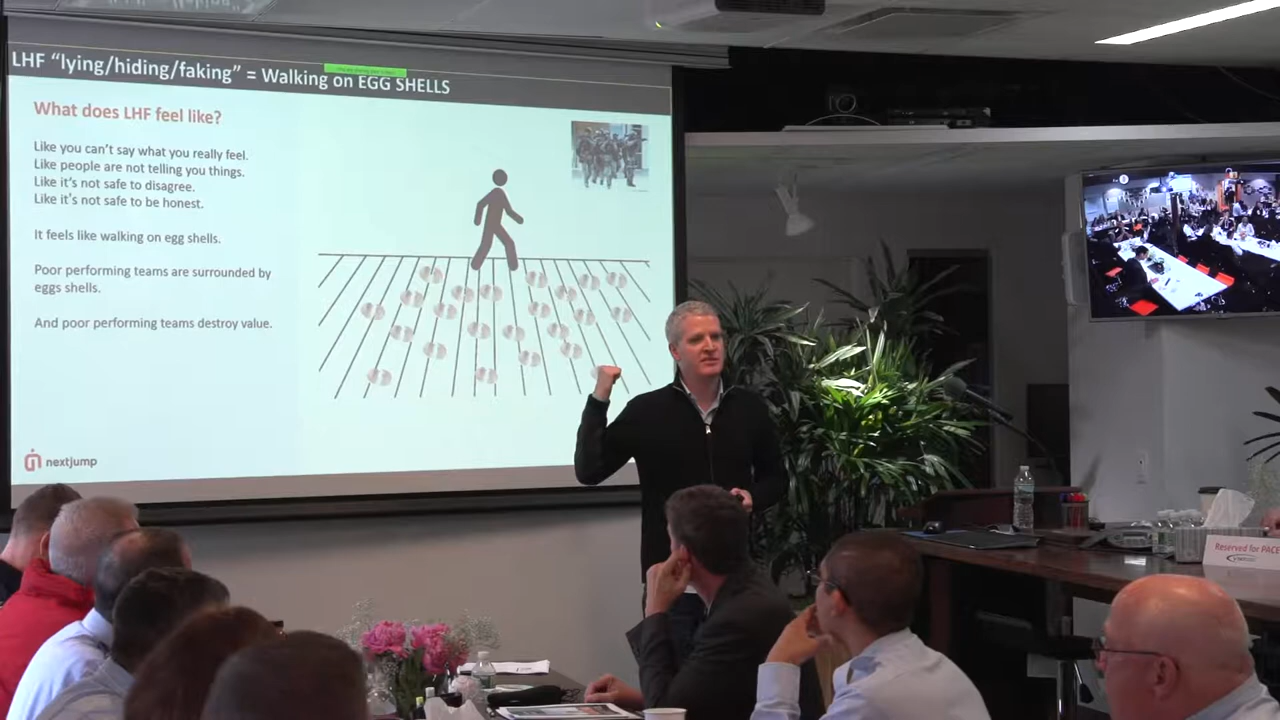 LHF “lying/hiding/faking” = Walking on EGG SHELLS
What does LHF feel like?
Like you can’t say what you really feel.
Like people are not telling you things.
Like it’s not safe to disagree.
Like it’s not safe to be honest.
It feels like walking on egg shells.
Poor performing teams are surrounded by
eggs shells.
And poor performing teams destroy value.
nextjump
Reserved for PACE